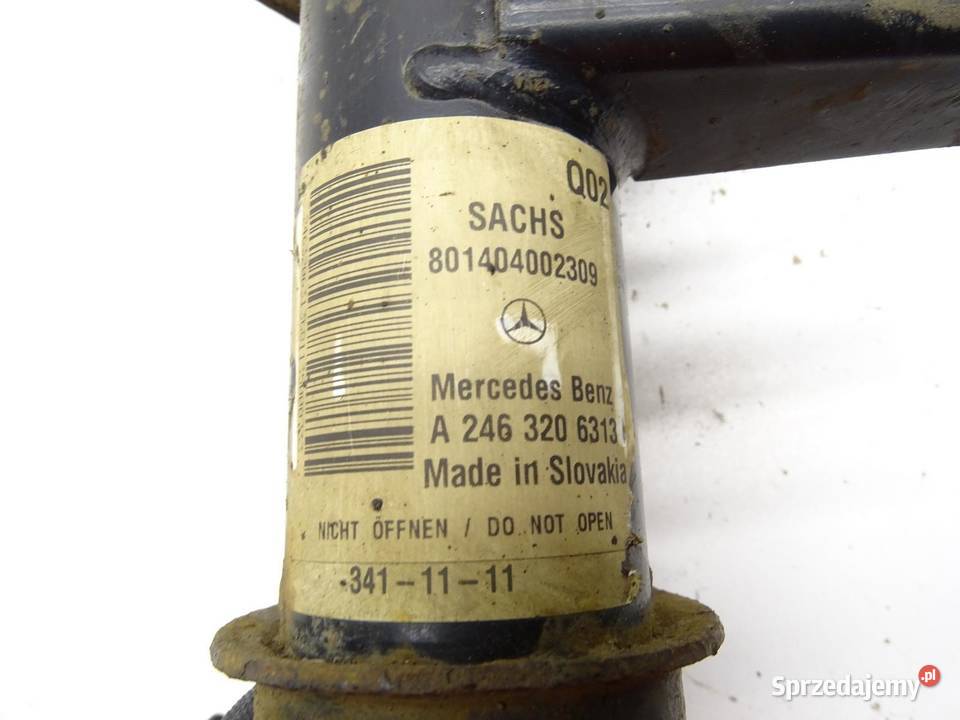 Q02
SACHS
801404002309
Mercedes Benz
A 246 320 6313
Made in Slovakia
NICHT ÖFFNEN / DO NOT OPEN
341-11-11
Sprzedajemy.pl